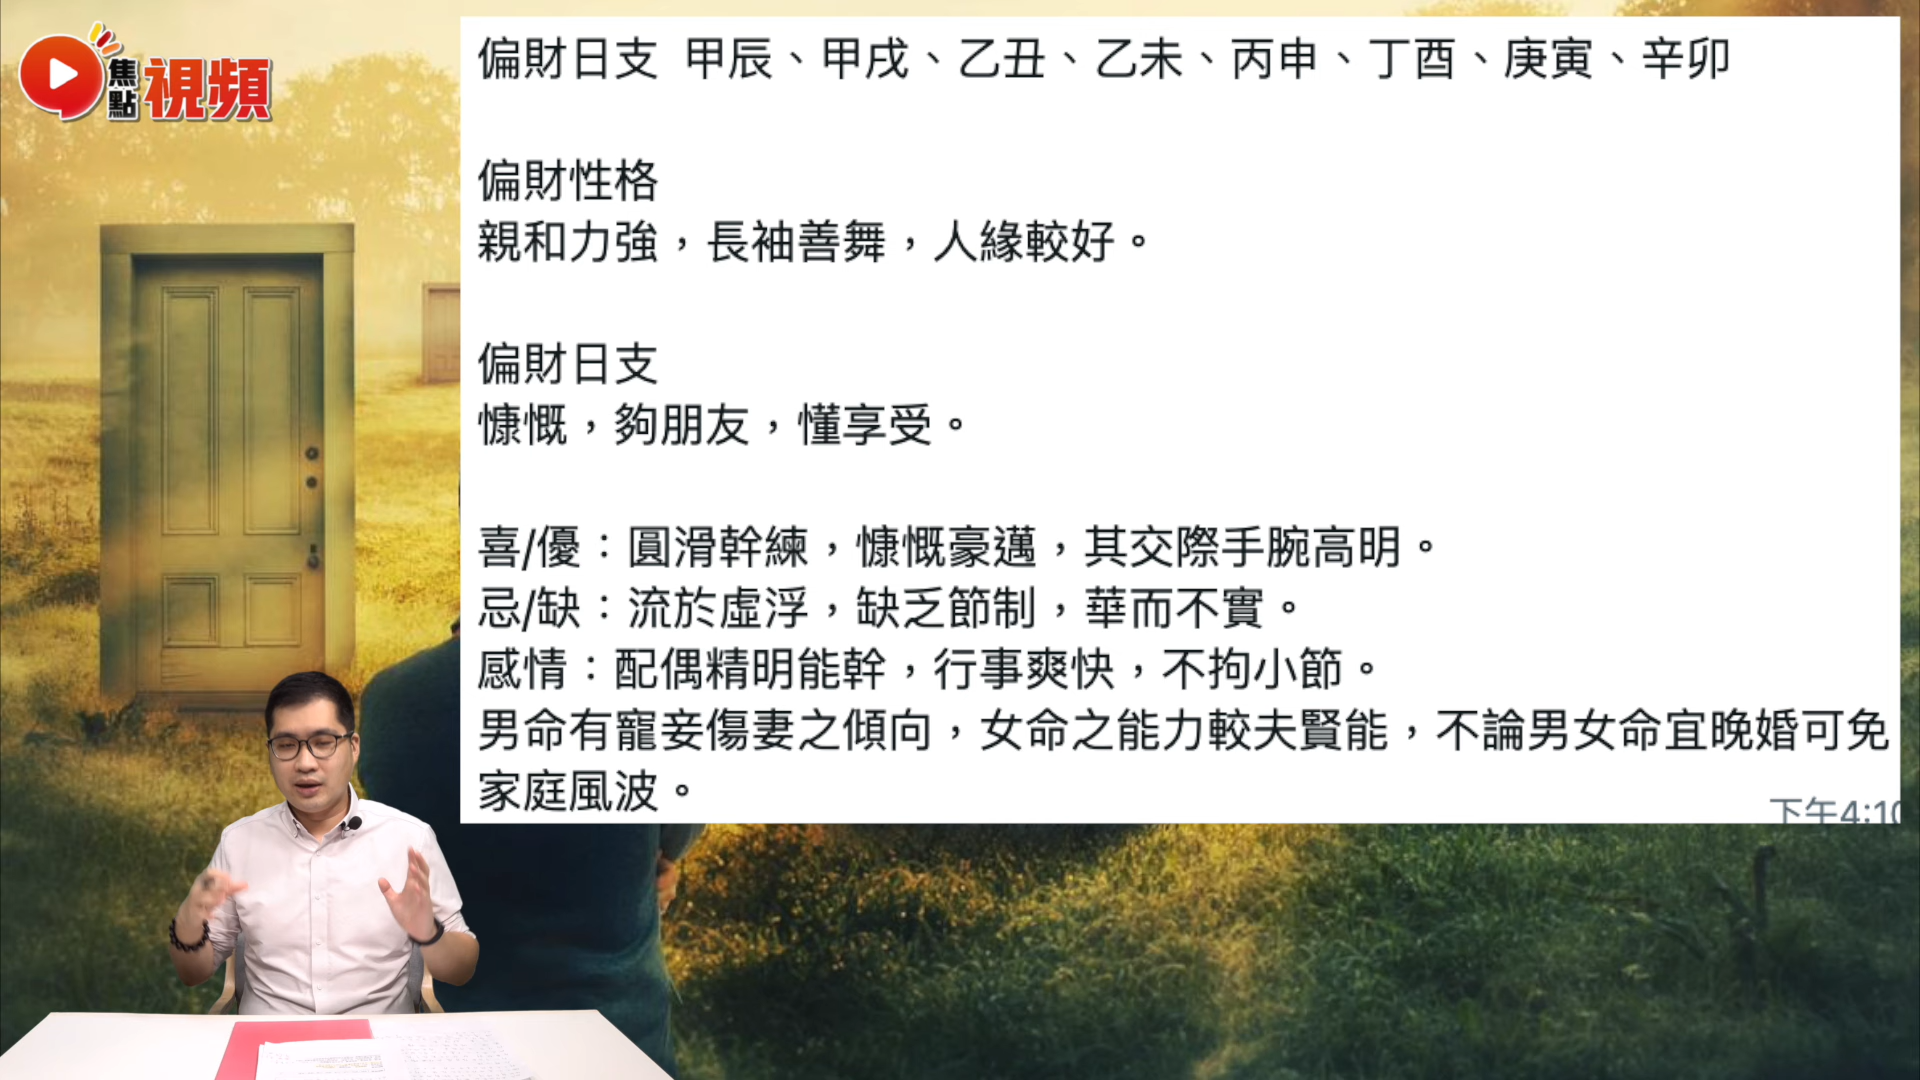 焦點視頻
偏財日支 甲辰、甲戌、乙丑、乙未、丙申、丁酉、庚寅、辛卯
偏財性格
親和力強，長袖善舞，人緣較好。
偏財日支
慷慨，夠朋友，懂享受。
喜/優：圓滑幹練，慷慨豪邁，其交際手腕高明。
忌/缺：流於虛浮，缺乏節制，華而不實。
感情：配偶精明能幹，行事爽快，不拘小節。
男命有寵妾傷妻之傾向，女命之能力較夫賢能，不論男女命宜晚婚可免
家庭風波。
下午4:10